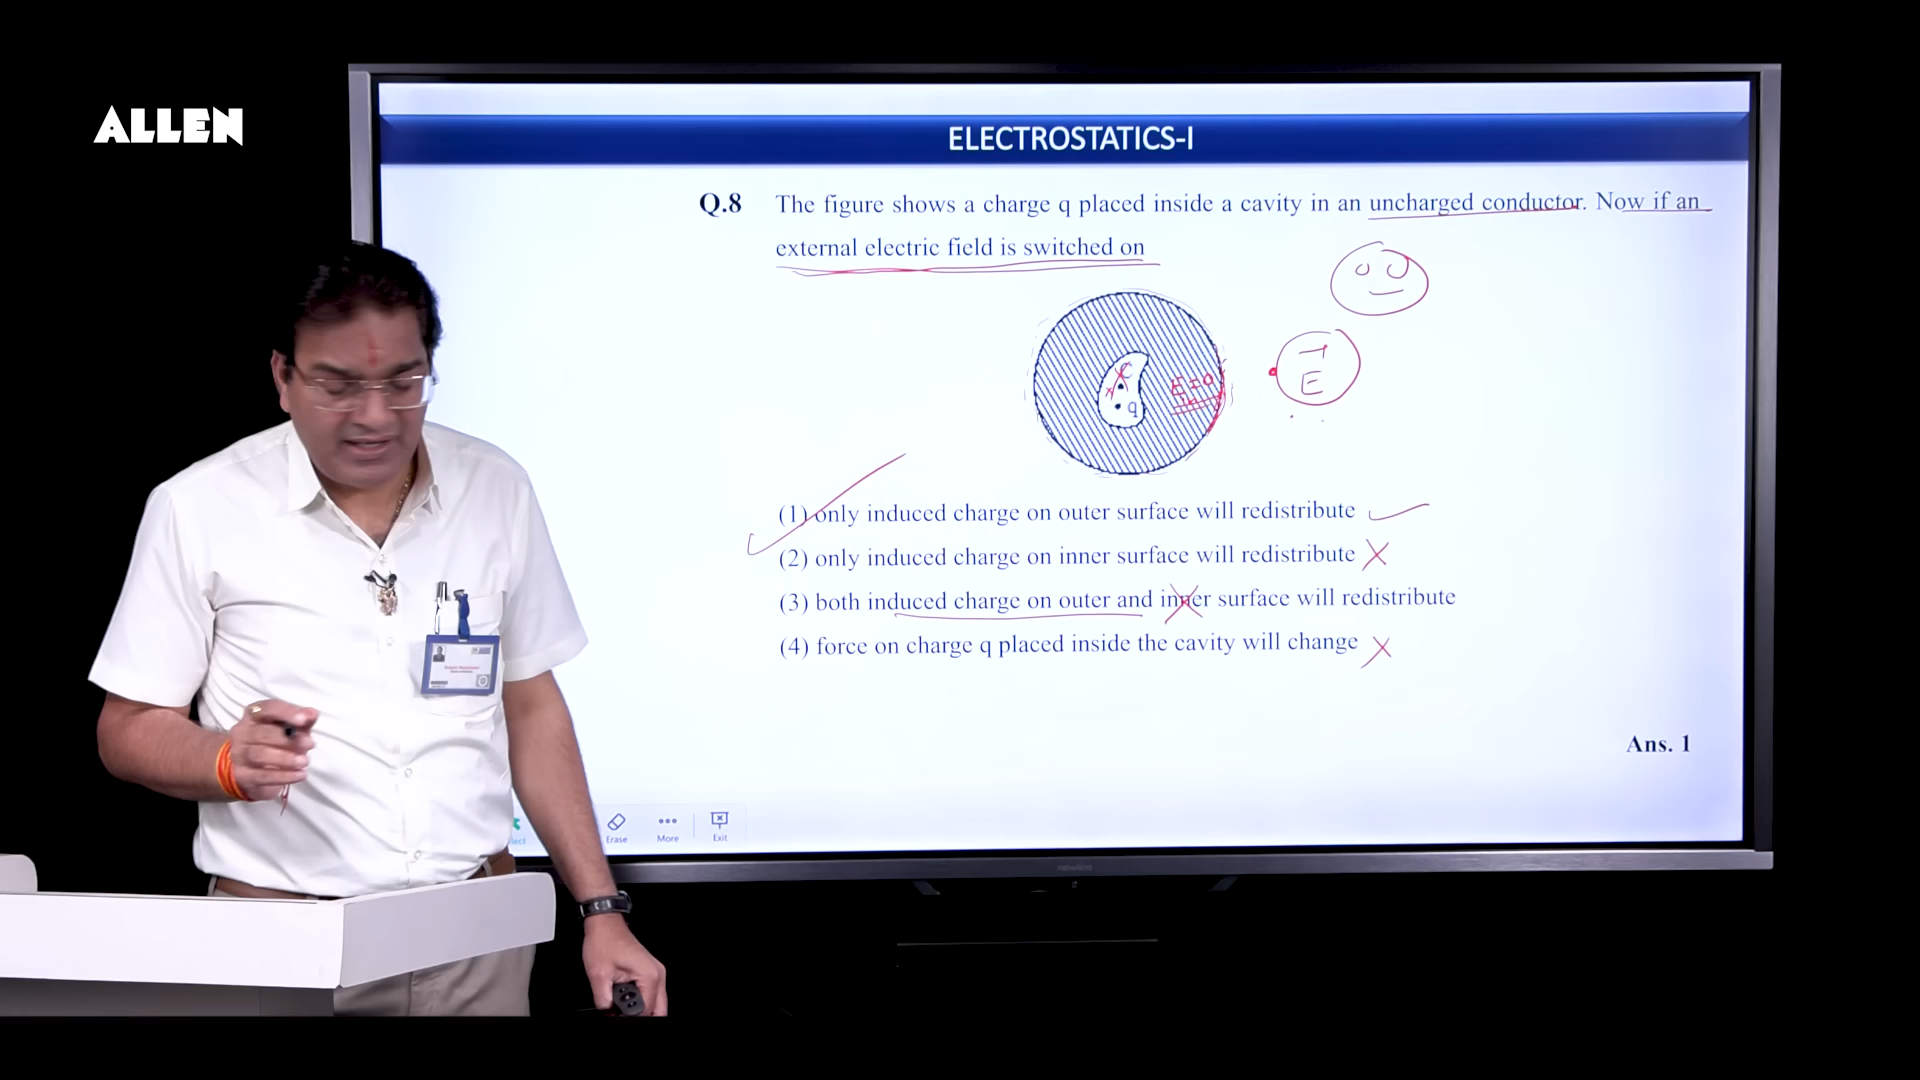 ALLEN
ELECTROSTATICS-I
Q.8 The figure shows a charge q placed inside a cavity in an uncharged conductor. Now if an
external electric field is switched on
C
q
E = 0
in
E
(1) only induced charge on outer surface will redistribute
(2) only induced charge on inner surface will redistribute
(3) both induced charge on outer and inner surface will redistribute
(4) force on charge q placed inside the cavity will change
Ans. 1
Erase
More
Exit